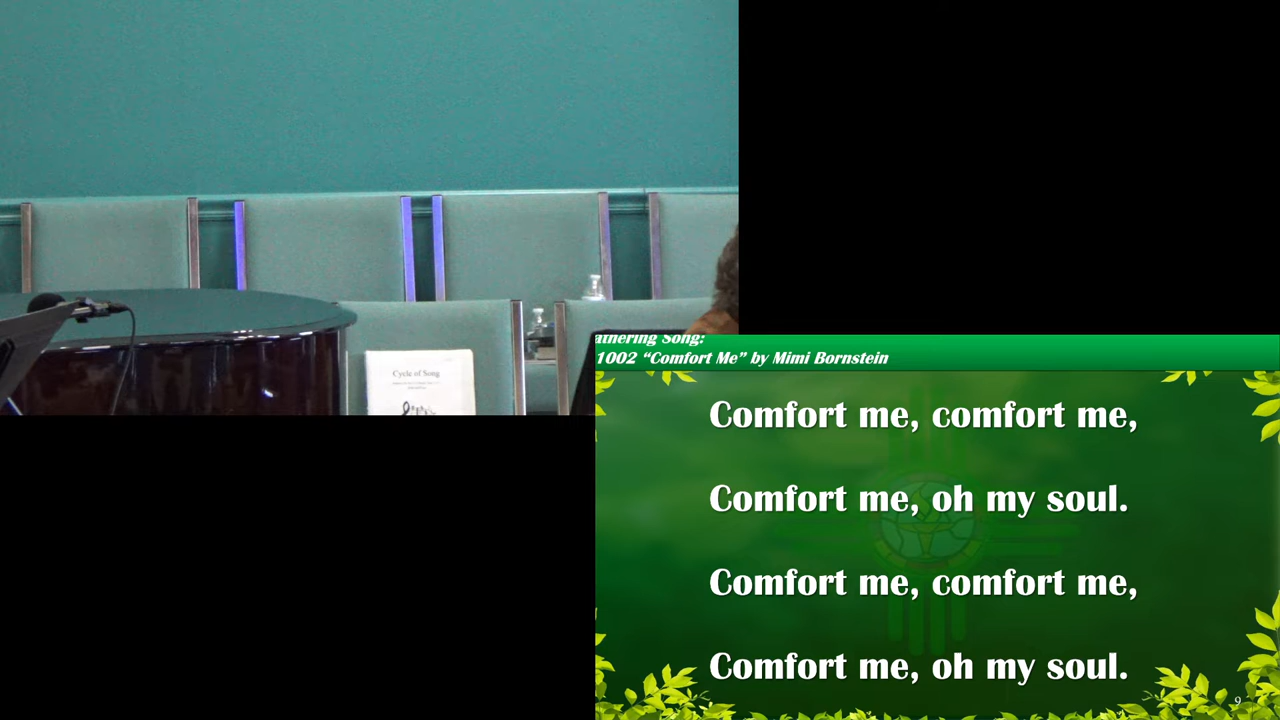 Cycle of Song
athering Song:
1002 “Comfort Me” by Mimi Bornstein
Comfort me, comfort me,
Comfort me, oh my soul.
Comfort me, comfort me,
Comfort me, oh my soul.
9